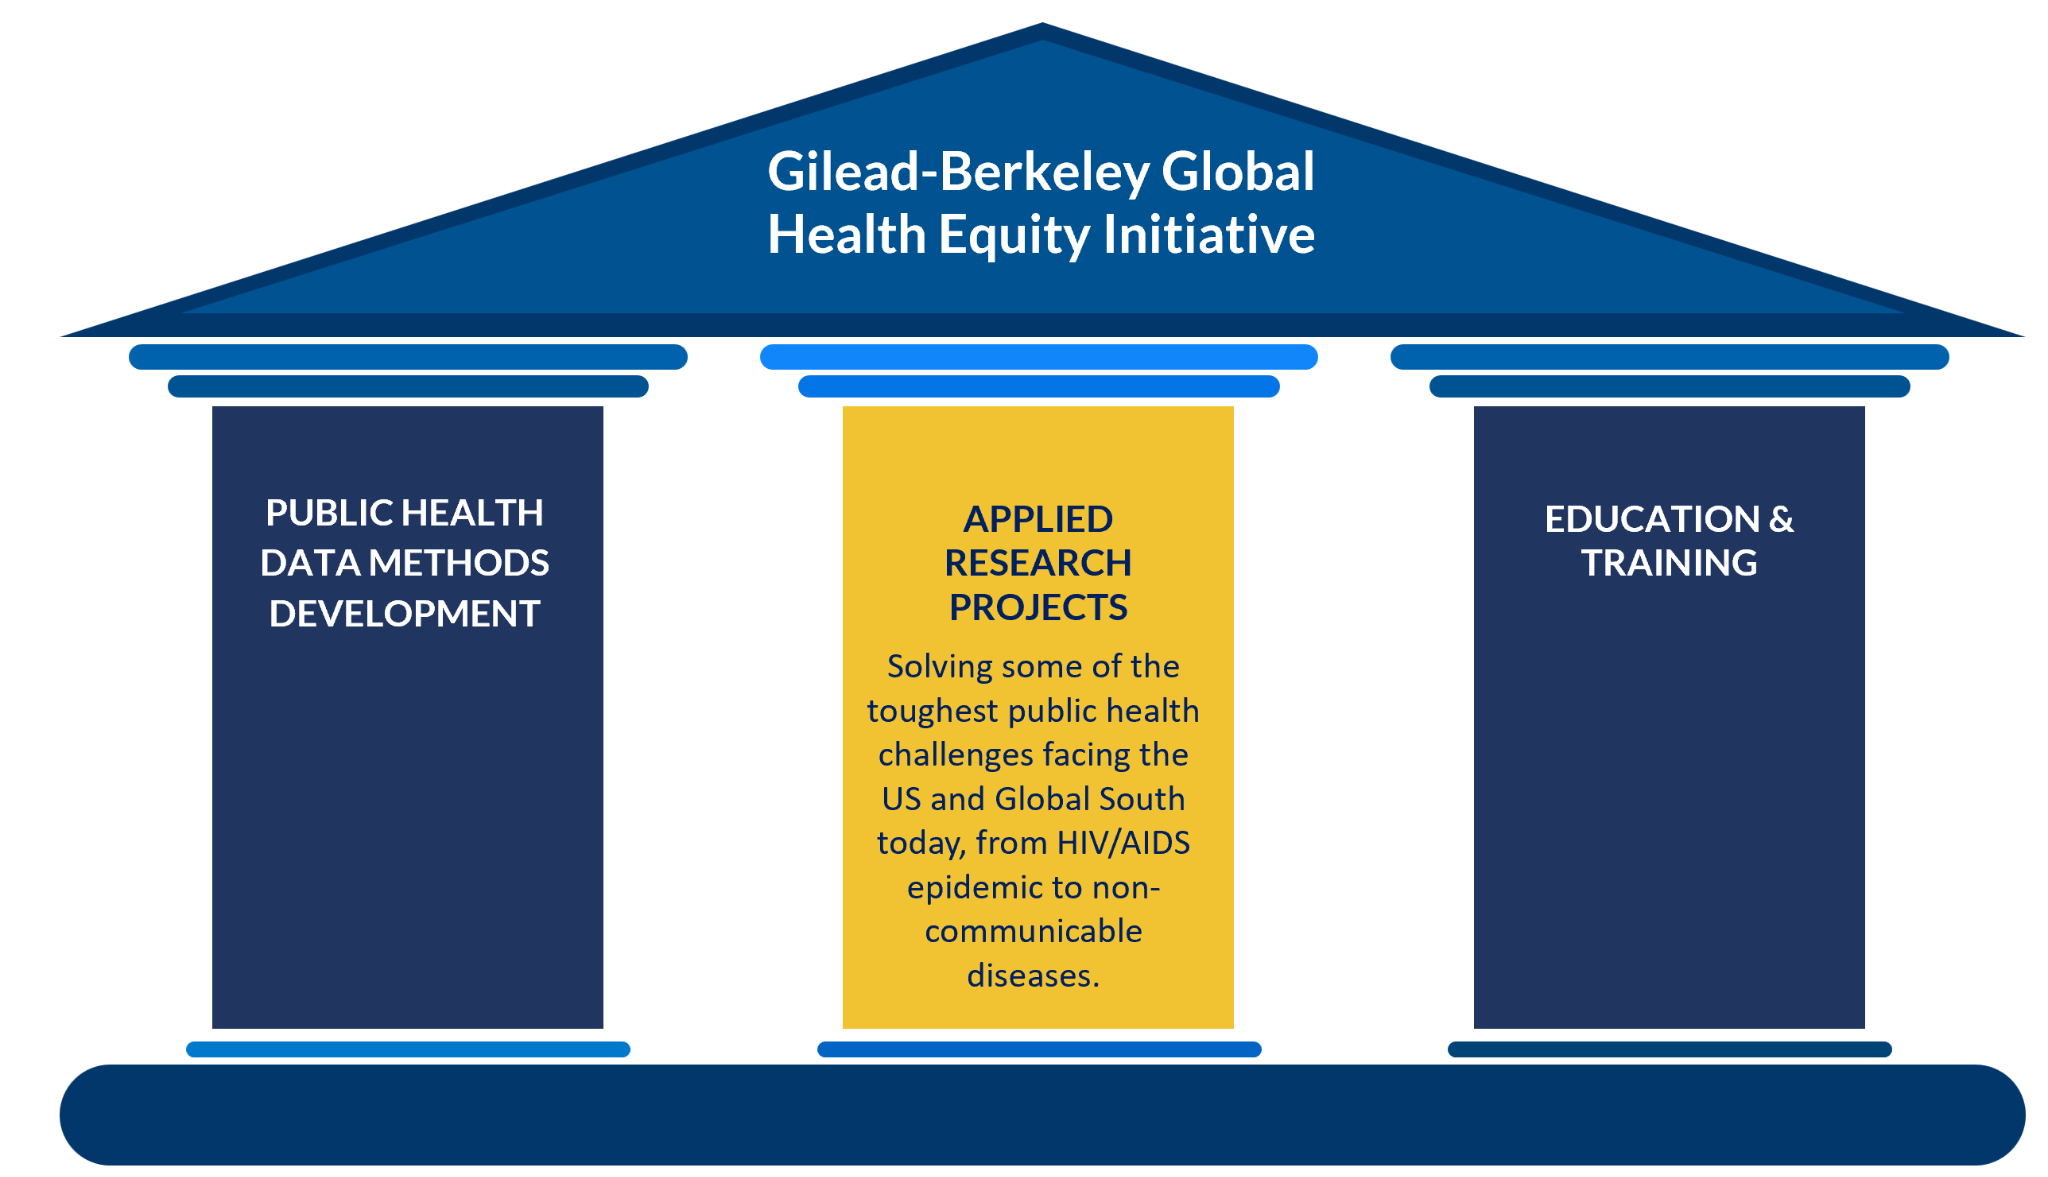 Gilead-Berkeley Global
Health Equity Initiative
PUBLIC HEALTH
DATA METHODS
DEVELOPMENT
APPLIED
RESEARCH
PROJECTS
Solving some of the
toughest public health
challenges facing the
US and Global South
today, from HIV/AIDS
epidemic to non-
communicable
diseases.
EDUCATION &
TRAINING